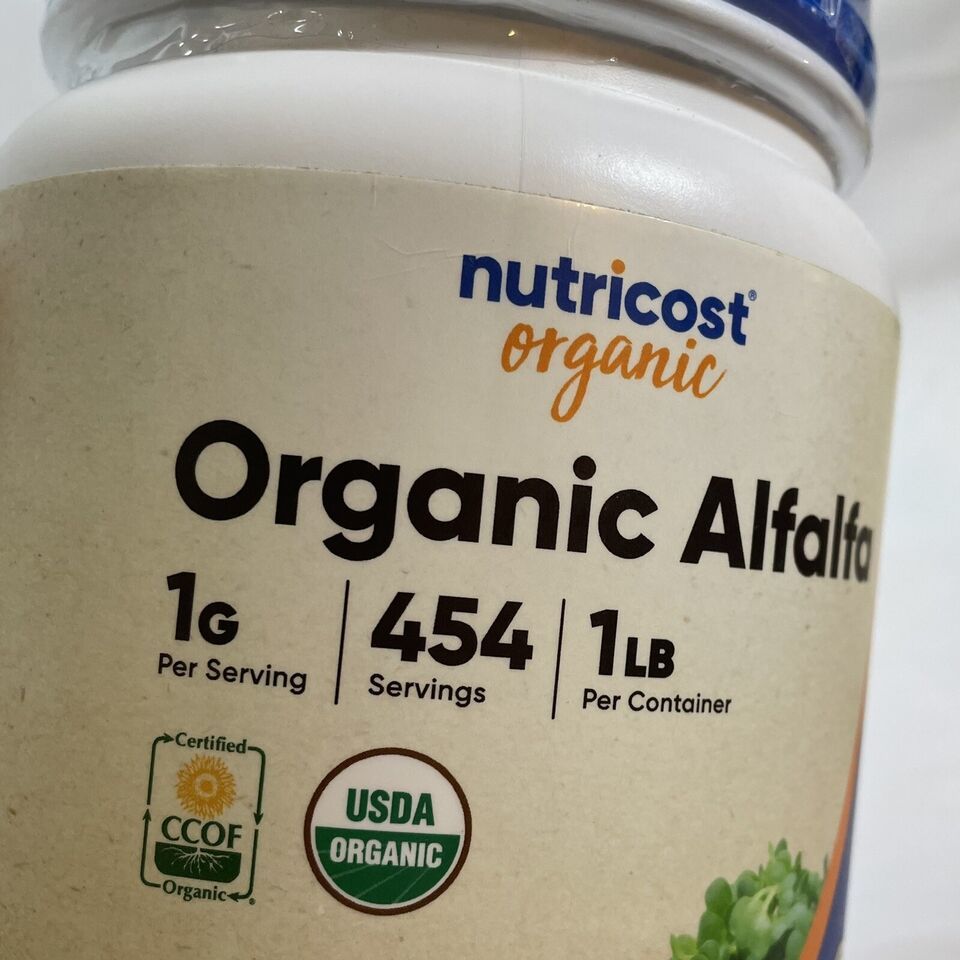 nutricost®
organic
Organic Alfalfa
1G
Per Serving
454
Servings
1LB
Per Container
Certified
CCOF
Organic
USDA
ORGANIC